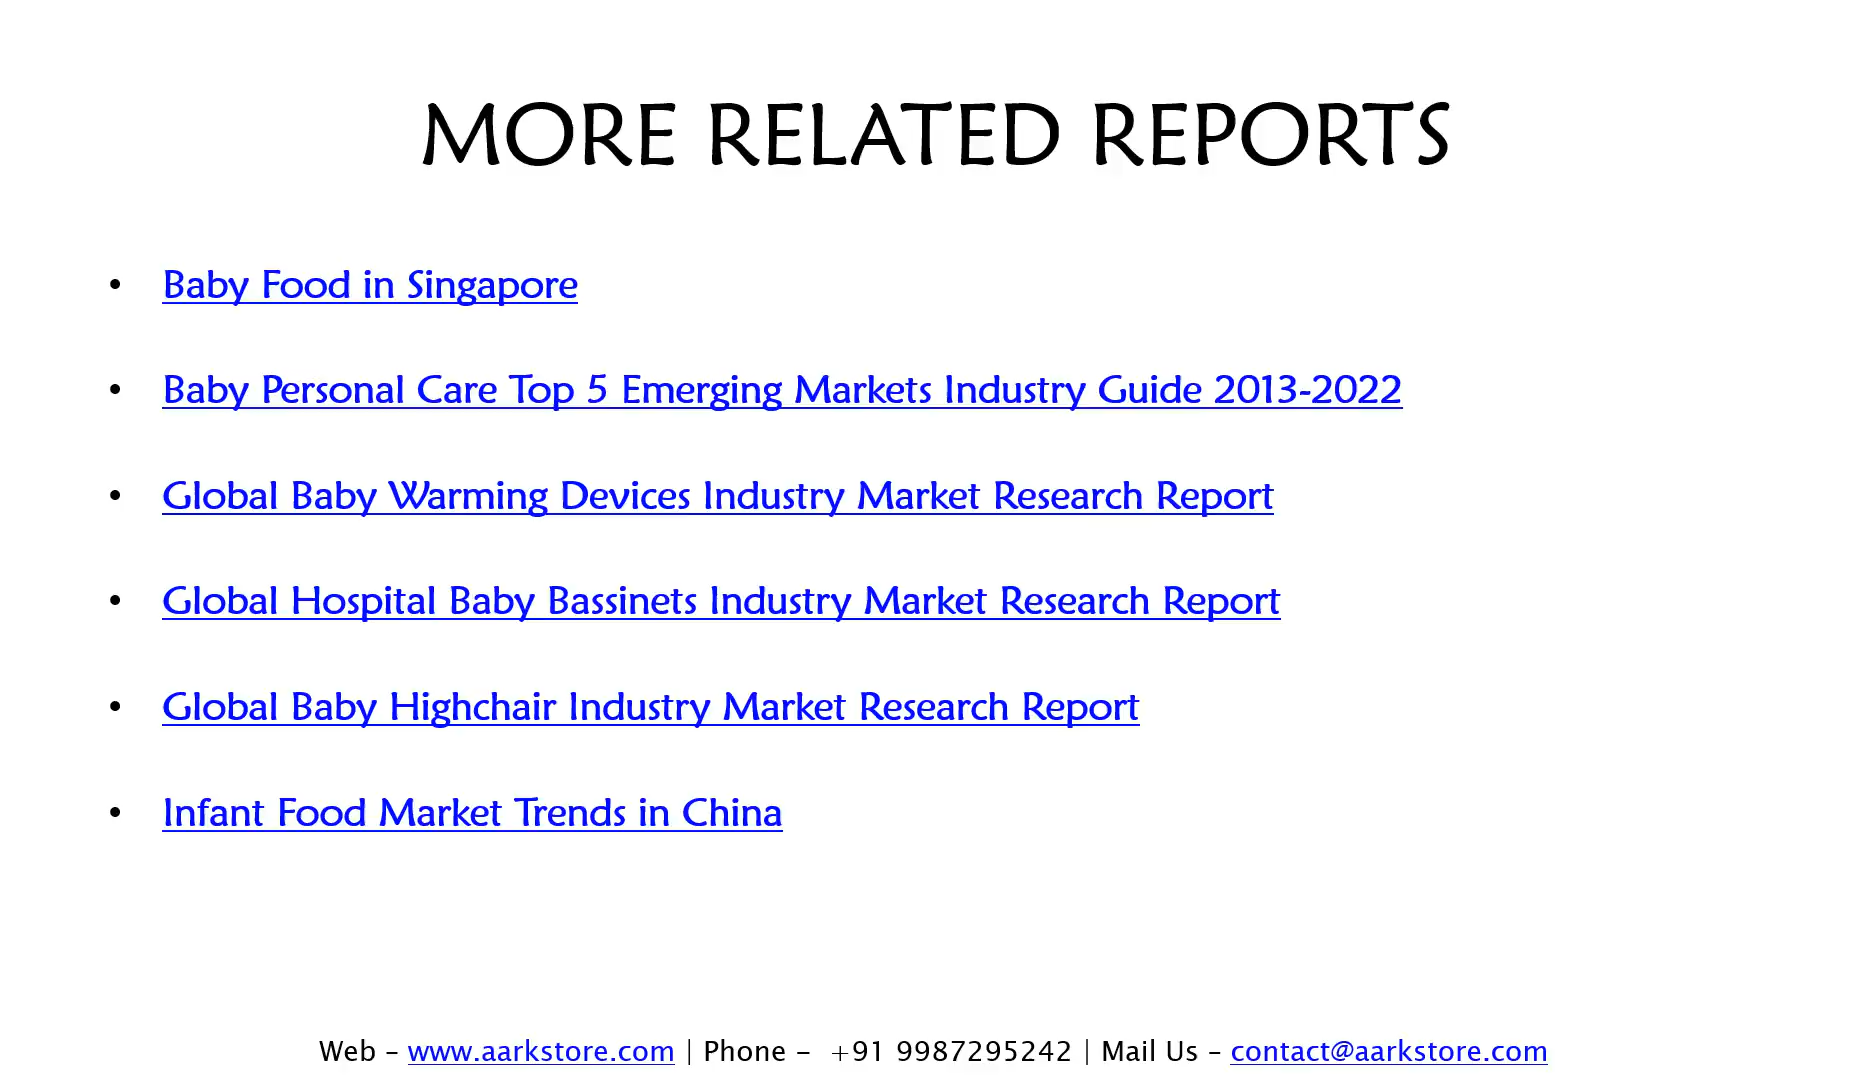 MORE RELATED REPORTS
• Baby Food in Singapore
• Baby Personal Care Top 5 Emerging Markets Industry Guide 2013-2022
• Global Baby Warming Devices Industry Market Research Report
• Global Hospital Baby Bassinets Industry Market Research Report
• Global Baby Highchair Industry Market Research Report
• Infant Food Market Trends in China
Web – www.aarkstore.com | Phone – +91 9987295242 | Mail Us – contact@aarkstore.com